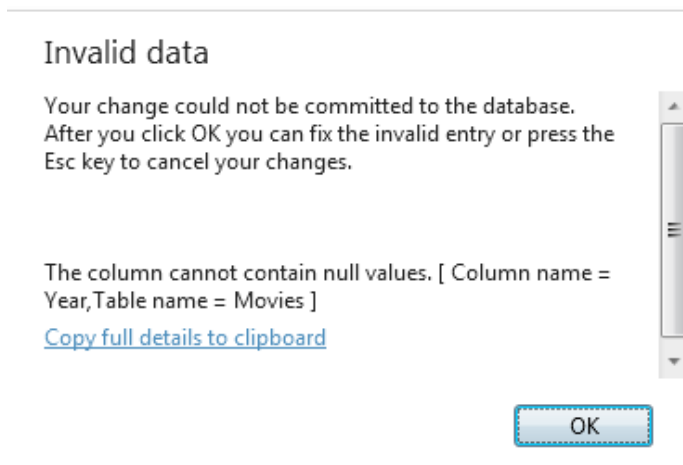 Invalid data
Your change could not be committed to the database.
After you click OK you can fix the invalid entry or press the
Esc key to cancel your changes.
The column cannot contain null values. [ Column name =
Year,Table name = Movies ]
Copy full details to clipboard
OK